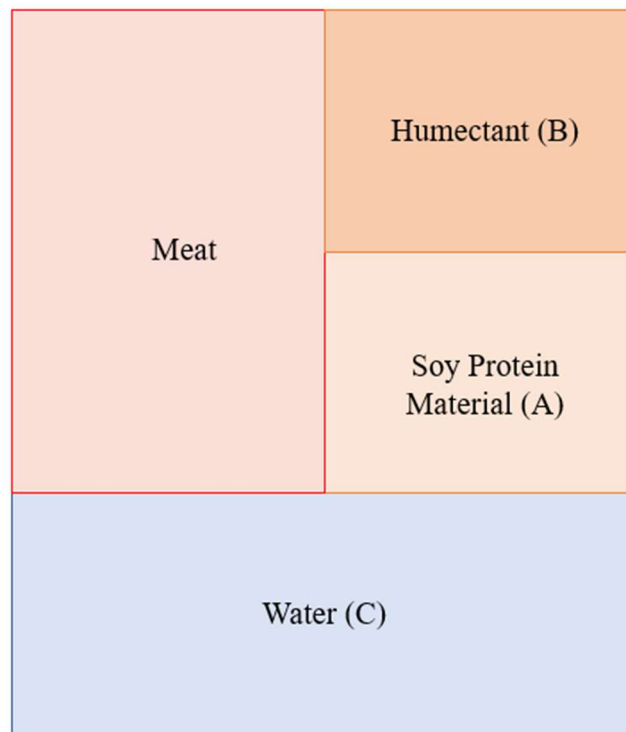 Humectant (B)
Meat
Soy Protein
Material (A)
Water (C)